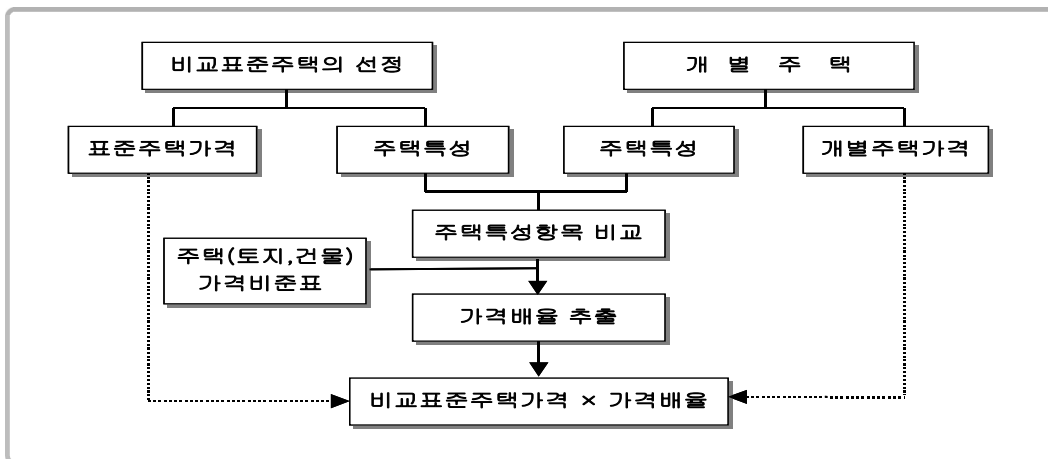 비교표준주택의 선정
개 별 주 택
표준주택가격
주택특성
주택특성
개별주택가격
주택특성항목 비교
주택(토지,건물)
가격비준표
가격배율 추출
비교표준주택가격 × 가격배율